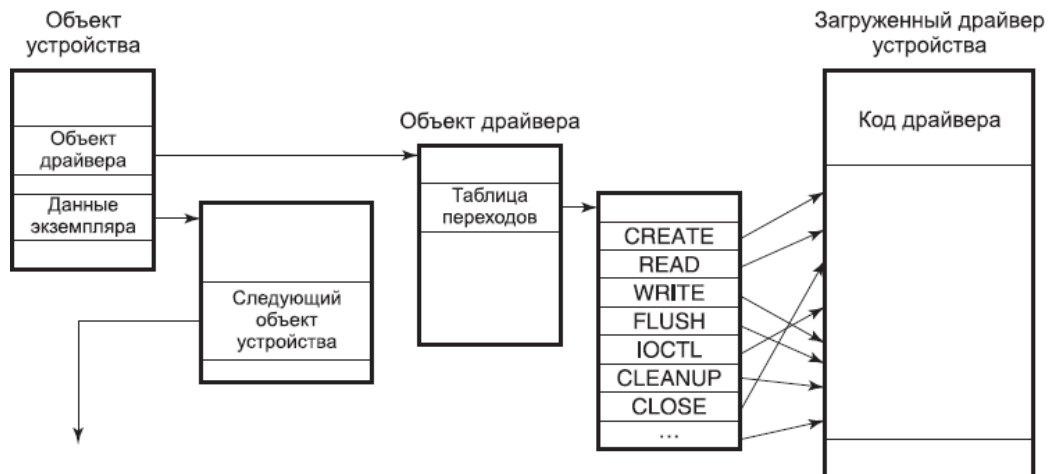 Объект
устройства
Объект
драйвера
Данные
экземпляра
Следующий
объект
устройства
Объект драйвера
Таблица
переходов
CREATE
READ
WRITE
FLUSH
IOCTL
CLEANUP
CLOSE
...
Загруженный драйвер
устройства
Код драйвера